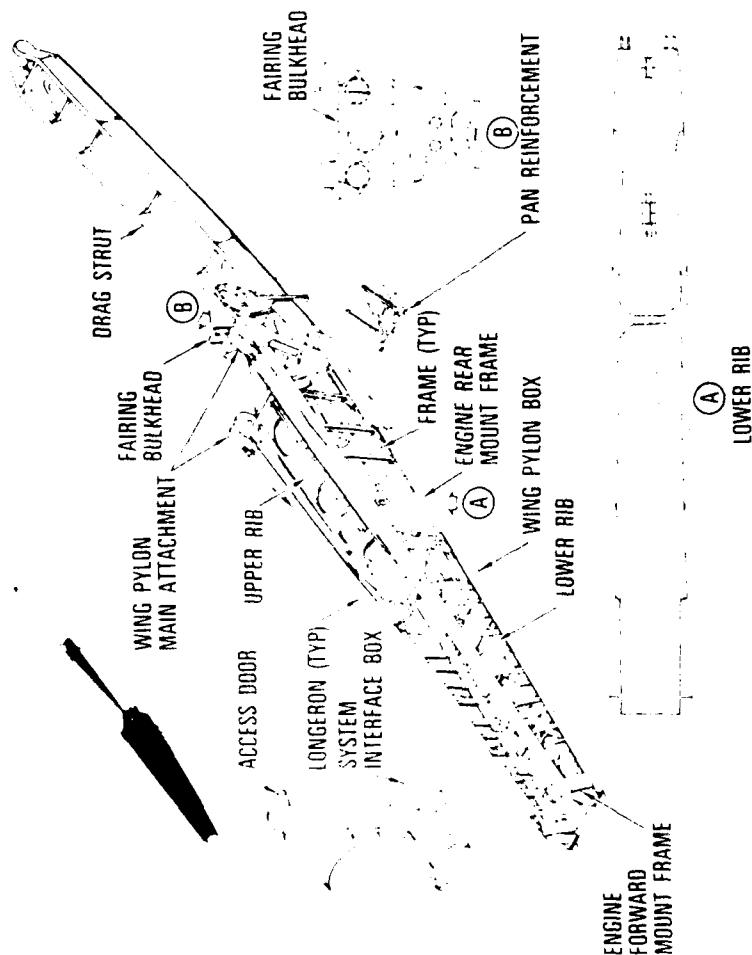 DRAG STRUT
FAIRING
BULKHEAD
B
FAIRING
BULKHEAD
B
PAN REINFORCEMENT
WING PYLON
MAIN ATTACHMENT
UPPER RIB
FRAME (TYP)
ENGINE REAR
MOUNT FRAME
A
WING PYLON BOX
LOWER RIB
ACCESS DOOR
LONGERON (TYP)
SYSTEM
INTERFACE BOX
ENGINE
FORWARD
MOUNT FRAME
A
LOWER RIB